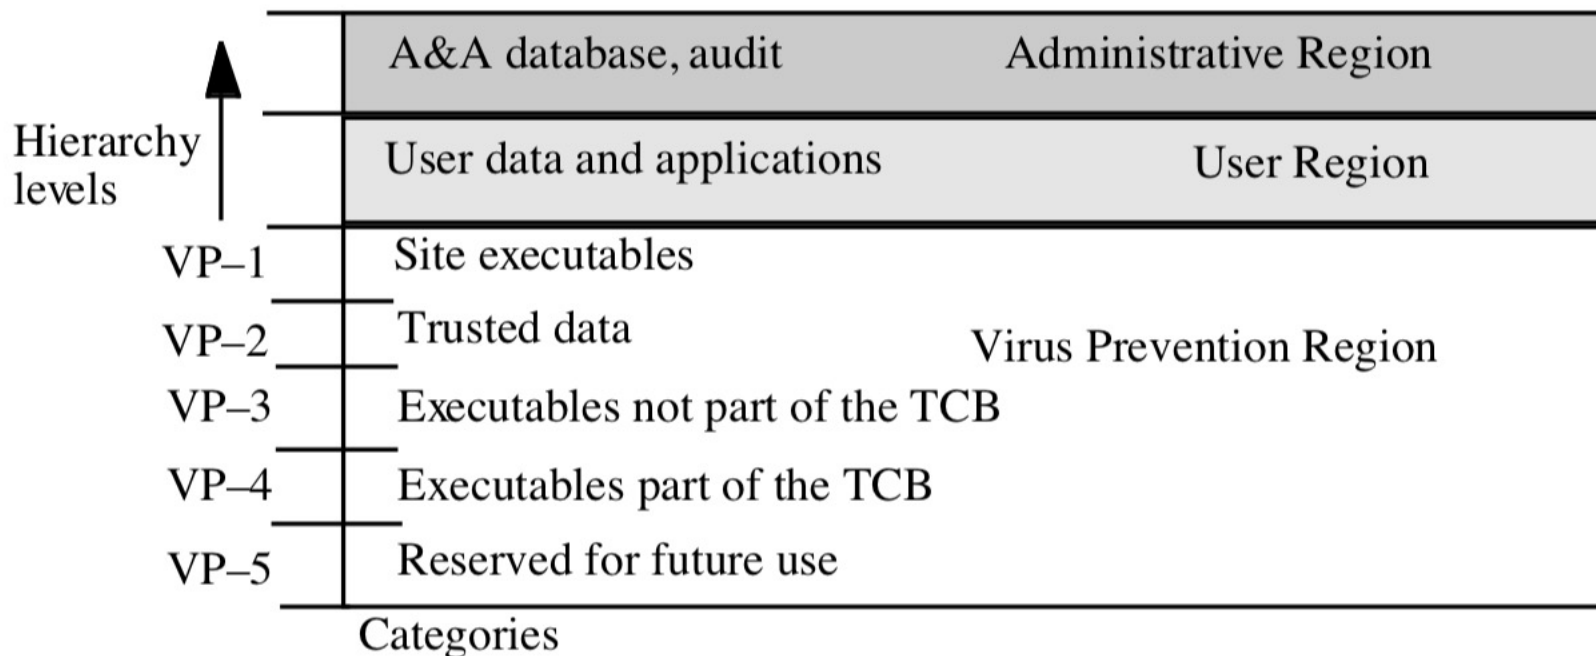 A&A database, audit Administrative Region
Hierarchy
levels
User data and applications User Region
VP–1 Site executables
VP–2 Trusted data Virus Prevention Region
VP–3 Executables not part of the TCB
VP–4 Executables part of the TCB
VP–5 Reserved for future use
Categories